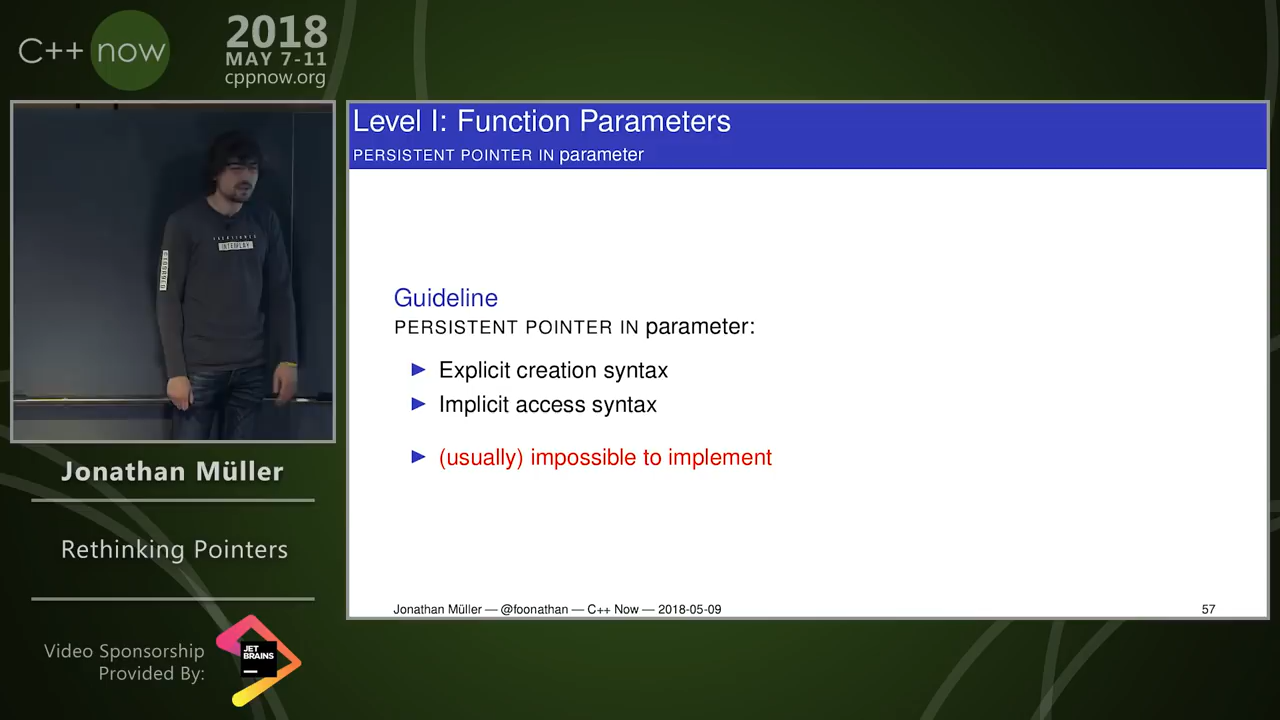 C++ now
2018
MAY 7-11
cppnow.org
Level I: Function Parameters
PERSISTENT POINTER IN parameter
Guideline
PERSISTENT POINTER IN parameter:
Explicit creation syntax
Implicit access syntax
(usually) impossible to implement
Jonathan Müller — @foonathan — C++ Now — 2018-05-09
57
INTERPLAY
Jonathan Müller
Rethinking Pointers
Video Sponsorship
Provided By:
JET
BRAINS